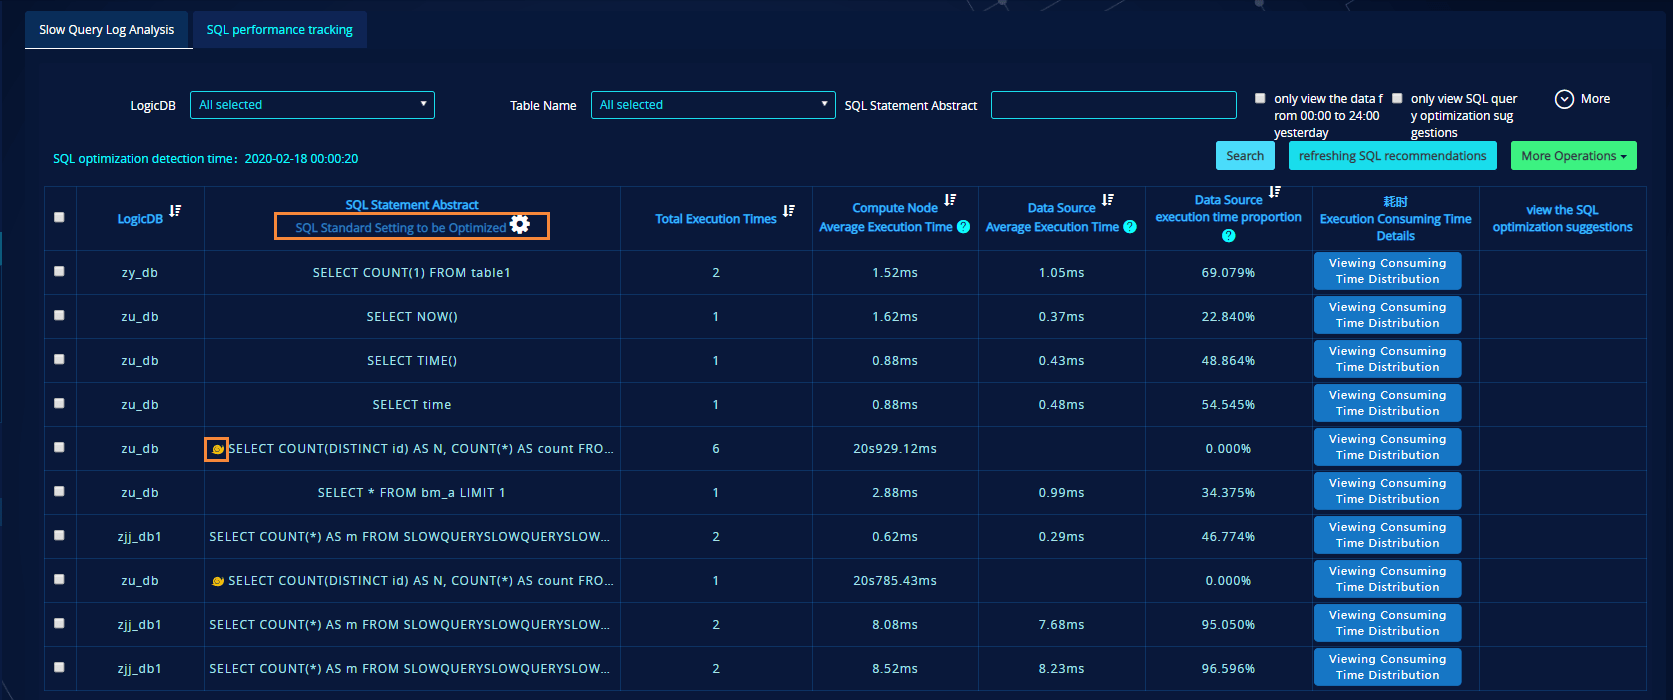 Slow Query Log Analysis
SQL performance tracking
LogicDB
All selected
Table Name
All selected
SQL Statement Abstract
only view the data f
rom 00:00 to 24:00
yesterday
only view SQL quer
y optimization sug
gestions
More
SQL optimization detection time：2020-02-18 00:00:20
Search
refreshing SQL recommendations
More Operations
LogicDB
SQL Statement Abstract
SQL Standard Setting to be Optimized
Total Execution Times
Compute Node
Average Execution Time ?
Data Source
Average Execution Time ?
Data Source
execution time proportion
?
耗时
Execution Consuming Time
Details
view the SQL
optimization suggestions
zy_db SELECT COUNT(1) FROM table1 2 1.52ms 1.05ms 69.079%
Viewing Consuming
Time Distribution
zu_db SELECT NOW() 1 1.62ms 0.37ms 22.840%
Viewing Consuming
Time Distribution
zu_db SELECT TIME() 1 0.88ms 0.43ms 48.864%
Viewing Consuming
Time Distribution
zu_db SELECT time 1 0.88ms 0.48ms 54.545%
Viewing Consuming
Time Distribution
zu_db SELECT COUNT(DISTINCT id) AS N, COUNT(*) AS count FRO... 6 20s929.12ms 0.000%
Viewing Consuming
Time Distribution
zu_db SELECT * FROM bm_a LIMIT 1 1 2.88ms 0.99ms 34.375%
Viewing Consuming
Time Distribution
zjj_db1 SELECT COUNT(*) AS m FROM SLOWQUERYSLOWQUERYSLOW... 2 0.62ms 0.29ms 46.774%
Viewing Consuming
Time Distribution
zu_db SELECT COUNT(DISTINCT id) AS N, COUNT(*) AS count FRO... 1 20s785.43ms 0.000%
Viewing Consuming
Time Distribution
zjj_db1 SELECT COUNT(*) AS m FROM SLOWQUERYSLOWQUERYSLOW... 2 8.08ms 7.68ms 95.050%
Viewing Consuming
Time Distribution
zjj_db1 SELECT COUNT(*) AS m FROM SLOWQUERYSLOWQUERYSLOW... 2 8.52ms 8.23ms 96.596%
Viewing Consuming
Time Distribution